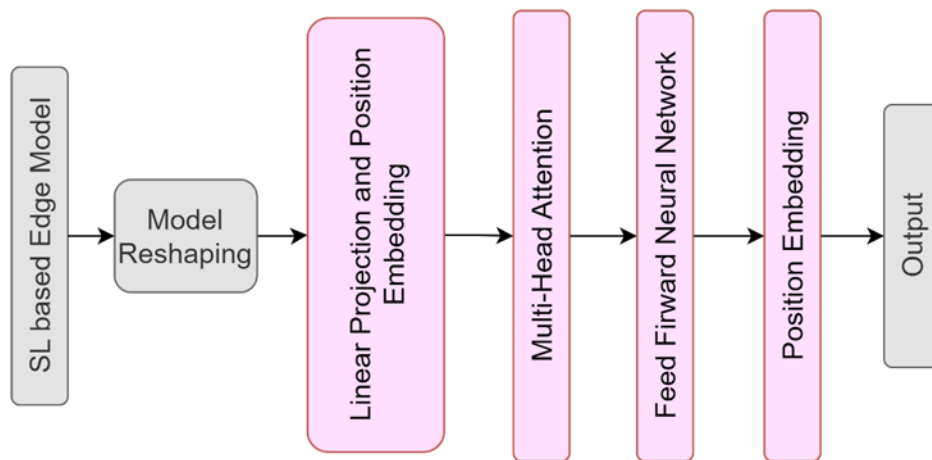 SL based Edge Model
Model
Reshaping
Linear Projection and Position
Embedding
Multi-Head Attention
Feed Firward Neural Network
Position Embedding
Output